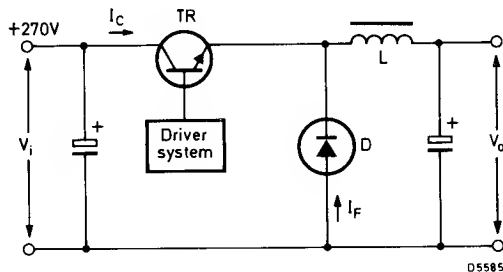 +270V
I_C
TR
L
V_i
+
Driver
system
D
+
V_o
I_F
D5585